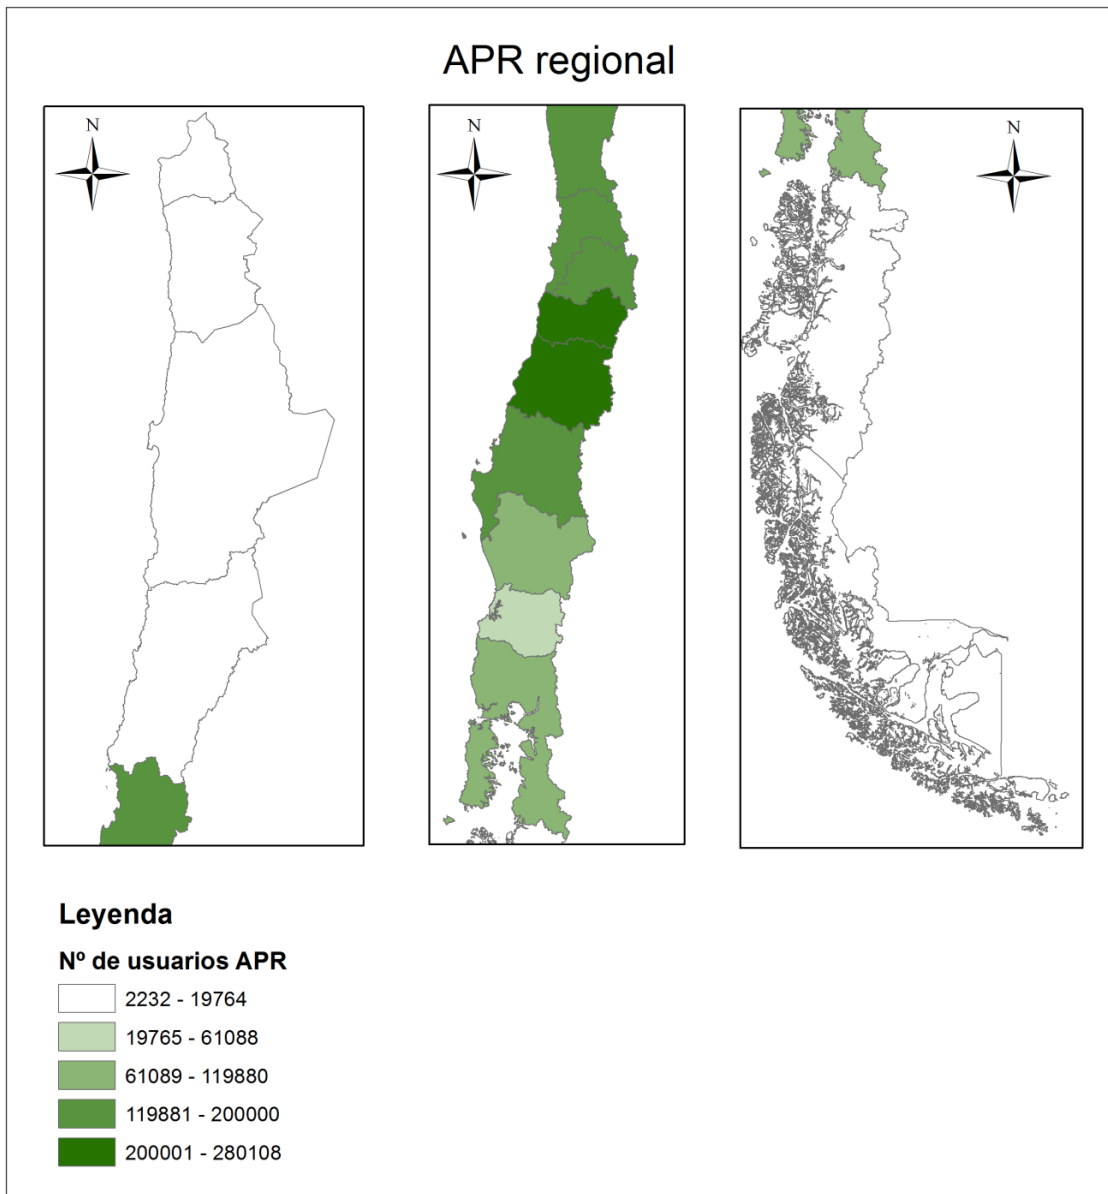 APR regional
N
N
N
Leyenda
Nº de usuarios APR
2232 - 19764
19765 - 61088
61089 - 119880
119881 - 200000
200001 - 280108